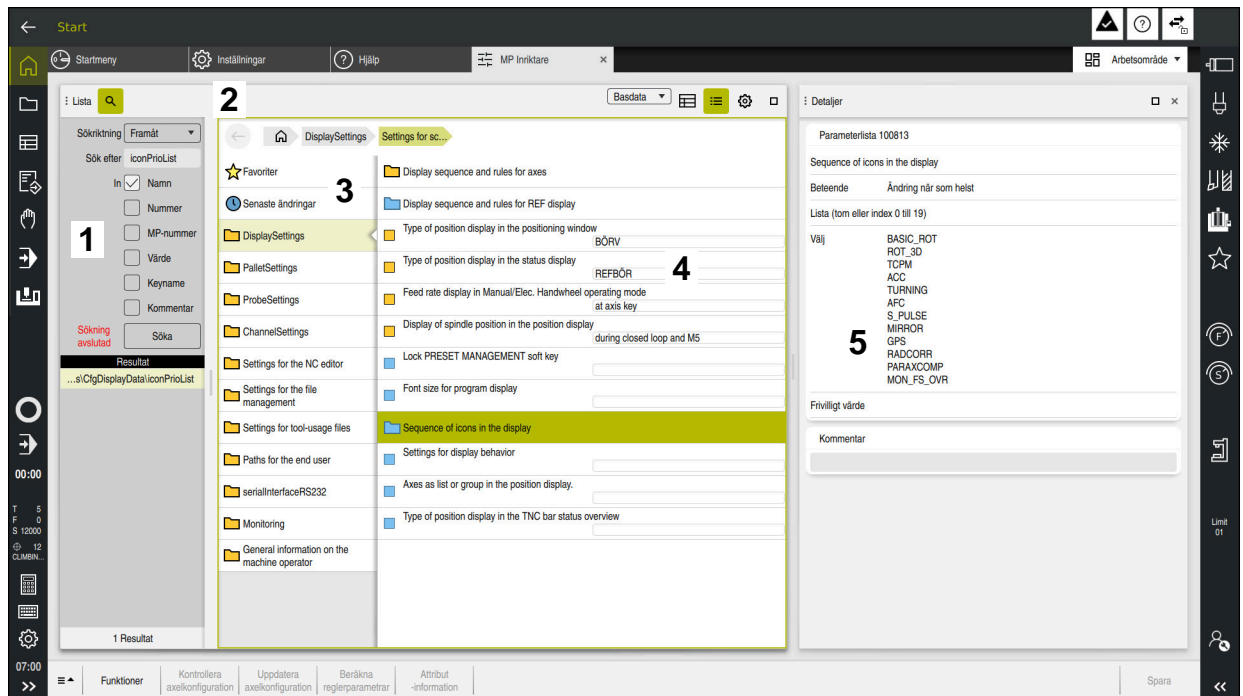 Start
Startmeny
Inställningar
Hjälp
MP Inriktare
Arbetsområde
Lista
2
Basdata
Detaljer
Sökriktning Framåt
Sök efter iconPrioList
In Namn
Nummer
MP-nummer
Värde
Keyname
Kommentar
1
Sökning avslutad
Söka
Resultat
...s\CfgDisplayData\iconPrioList
1 Resultat
DisplaySettings
Settings for sc...
Favoriter
3
Senaste ändringar
DisplaySettings
PalletSettings
ProbeSettings
ChannelSettings
Settings for the NC editor
Settings for the file
management
Settings for tool-usage files
Paths for the end user
serialInterfaceRS232
Monitoring
General information on the
machine operator
Display sequence and rules for axes
Display sequence and rules for REF display
Type of position display in the positioning window
BÖRV
Type of position display in the status display
REFBÖR
4
Feed rate display in Manual/Elec. Handwheel operating mode
at axis key
Display of spindle position in the position display
during closed loop and M5
Lock PRESET MANAGEMENT soft key
Font size for program display
Sequence of icons in the display
Settings for display behavior
Axes as list or group in the position display.
Type of position display in the TNC bar status overview
Parameterlista 100813
Sequence of icons in the display
Beteende Ändring när som helst
Lista (tom eller index 0 till 19)
Välj BASIC_ROT
ROT_3D
TCPM
ACC
TURNING
AFC
S_PULSE
MIRROR
GPS
RADCORR
PARAXCOMP
MON_FS_OVR
5
Frivilligt värde
Kommentar
00:00
T 5
F 0
S 12000
12
CLIMBIN...
07:00
F
S
Limit
01
Funktioner
Kontrollera
axelkonfiguration
Uppdatera
axelkonfiguration
Beräkna
reglerparametrar
Attribut
-information
Spara